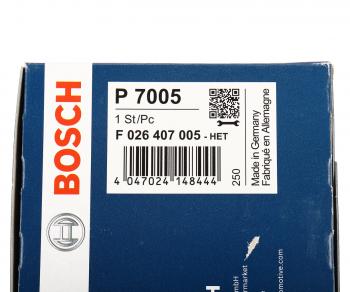 BOSCH
P 7005
1 St/Pc
F 026 407 005 - HET
4 047024 148444
250
Made in Germany
Fabriqué en Allemagne